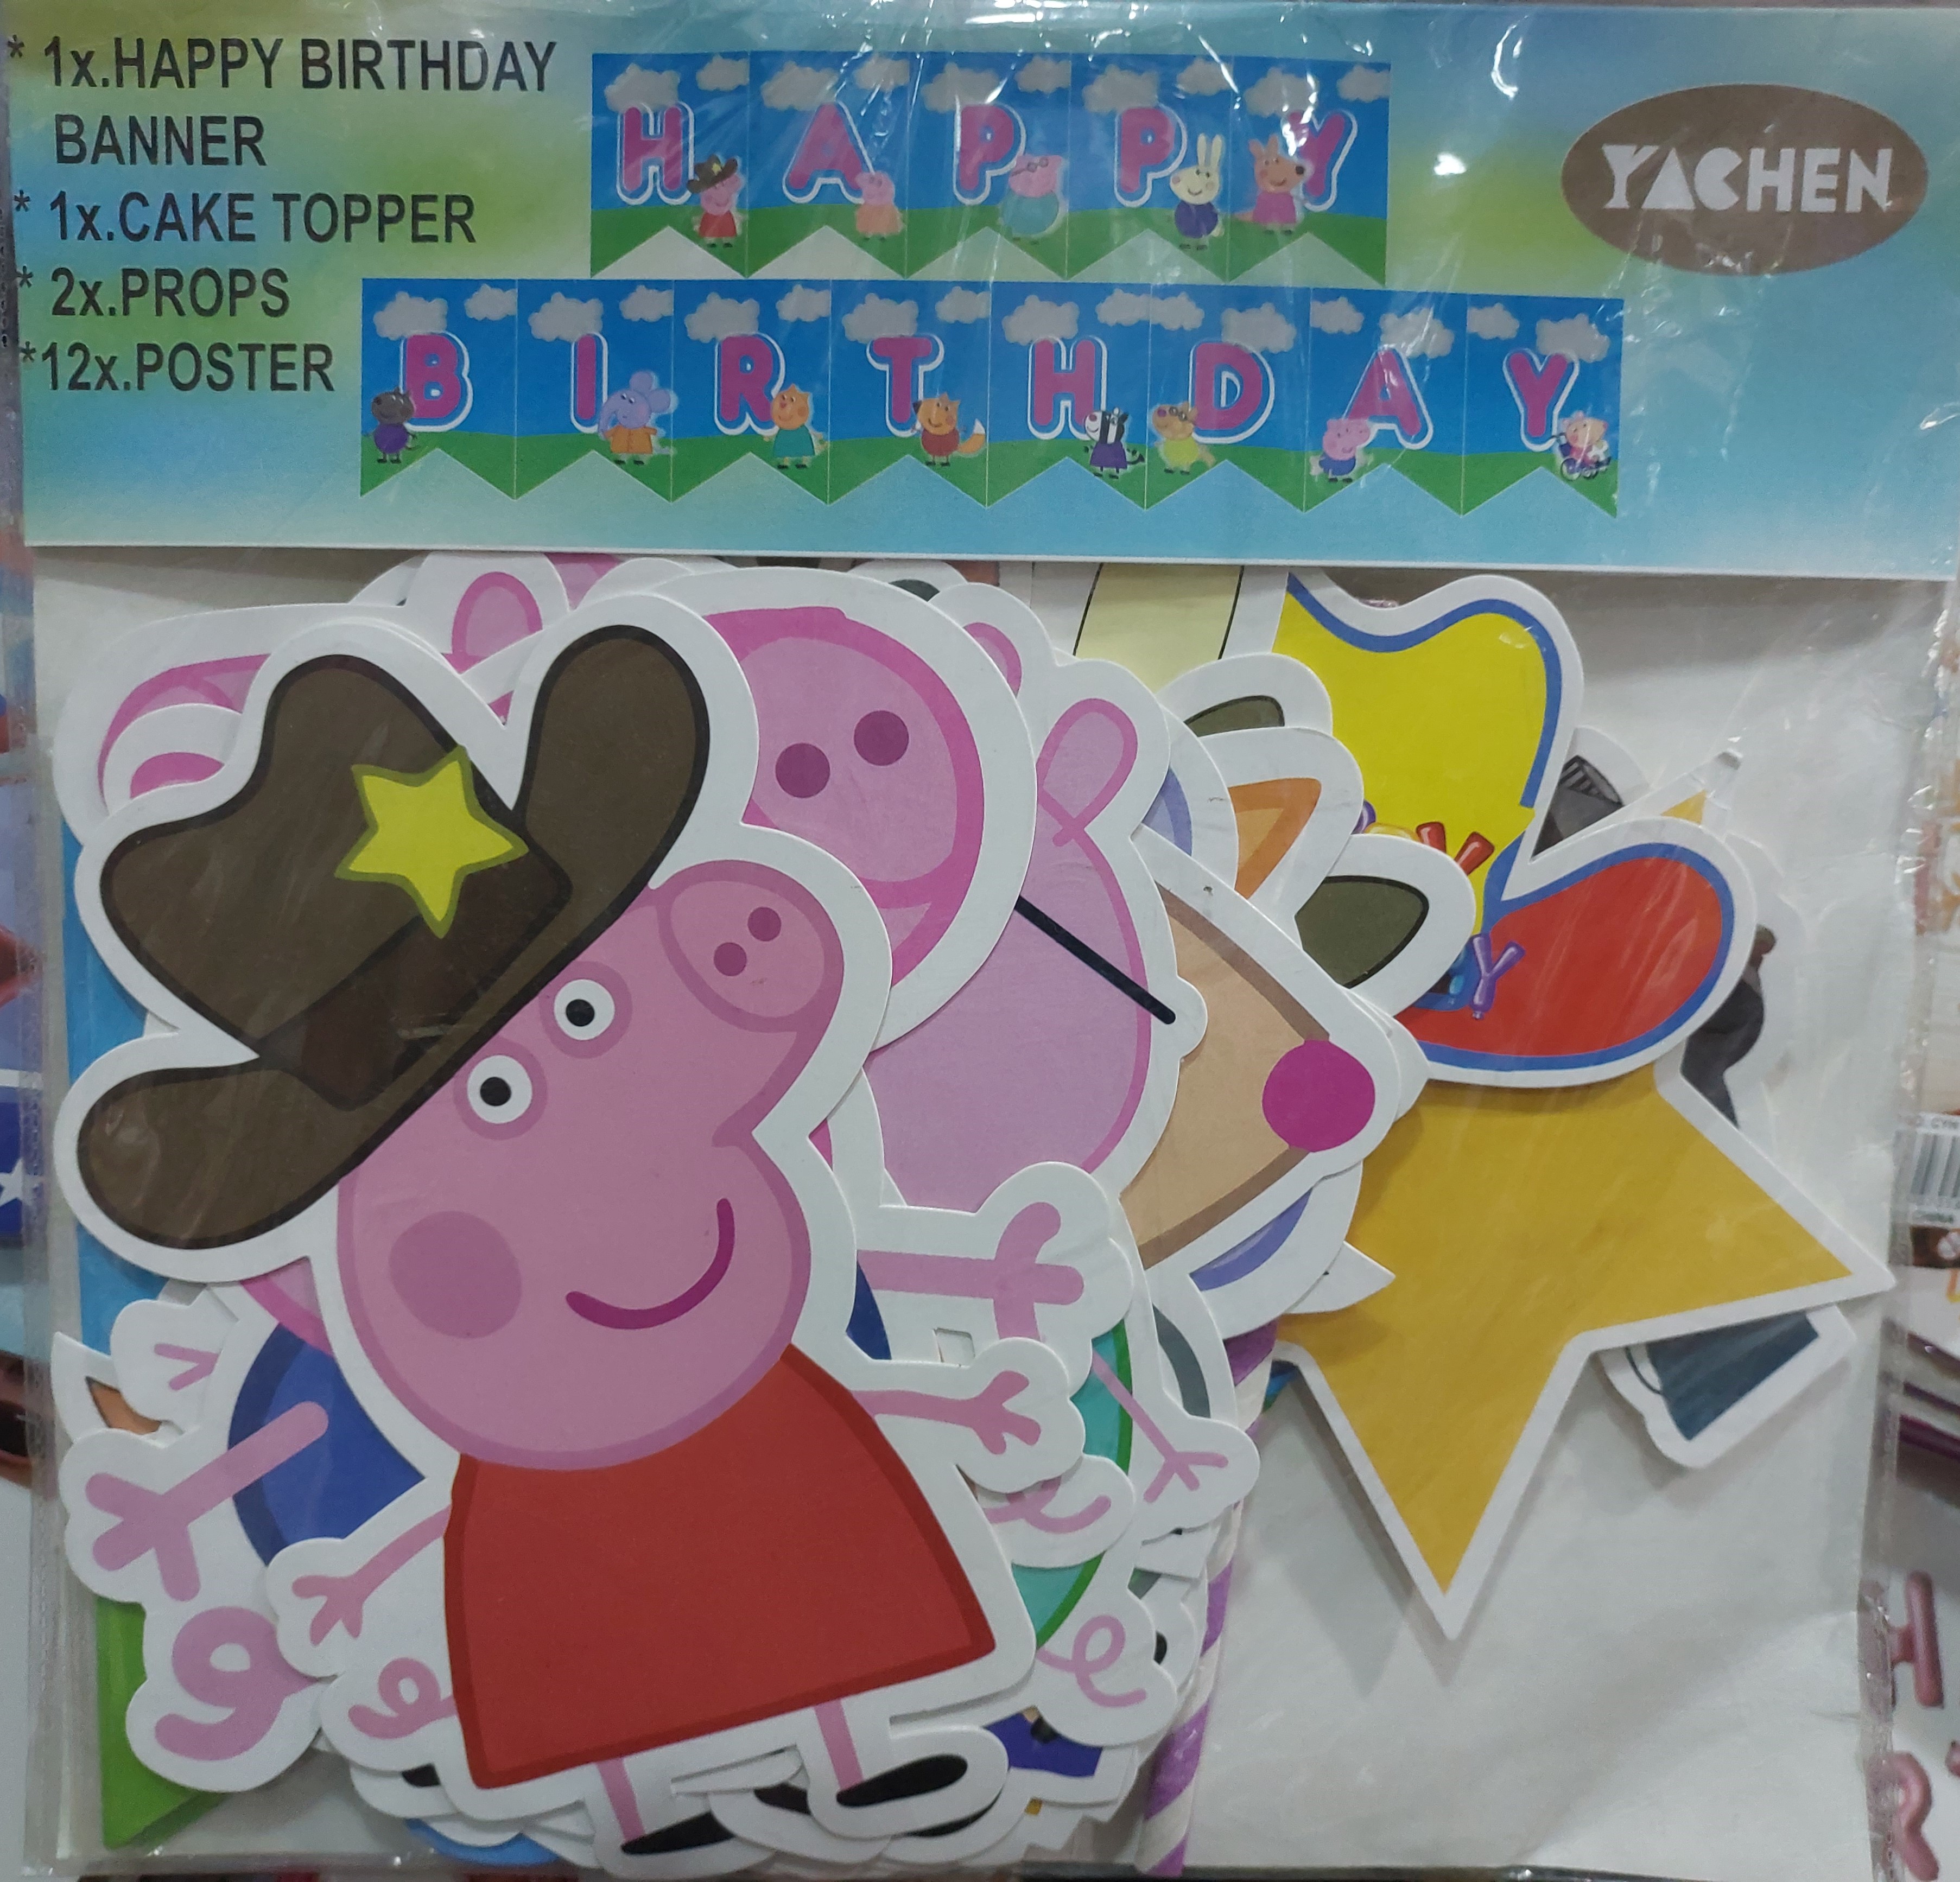 * 1x.HAPPY BIRTHDAY
BANNER
* 1x.CAKE TOPPER
* 2x.PROPS
*12x.POSTER
HAPPY
BIRTHDAY
YACHEN